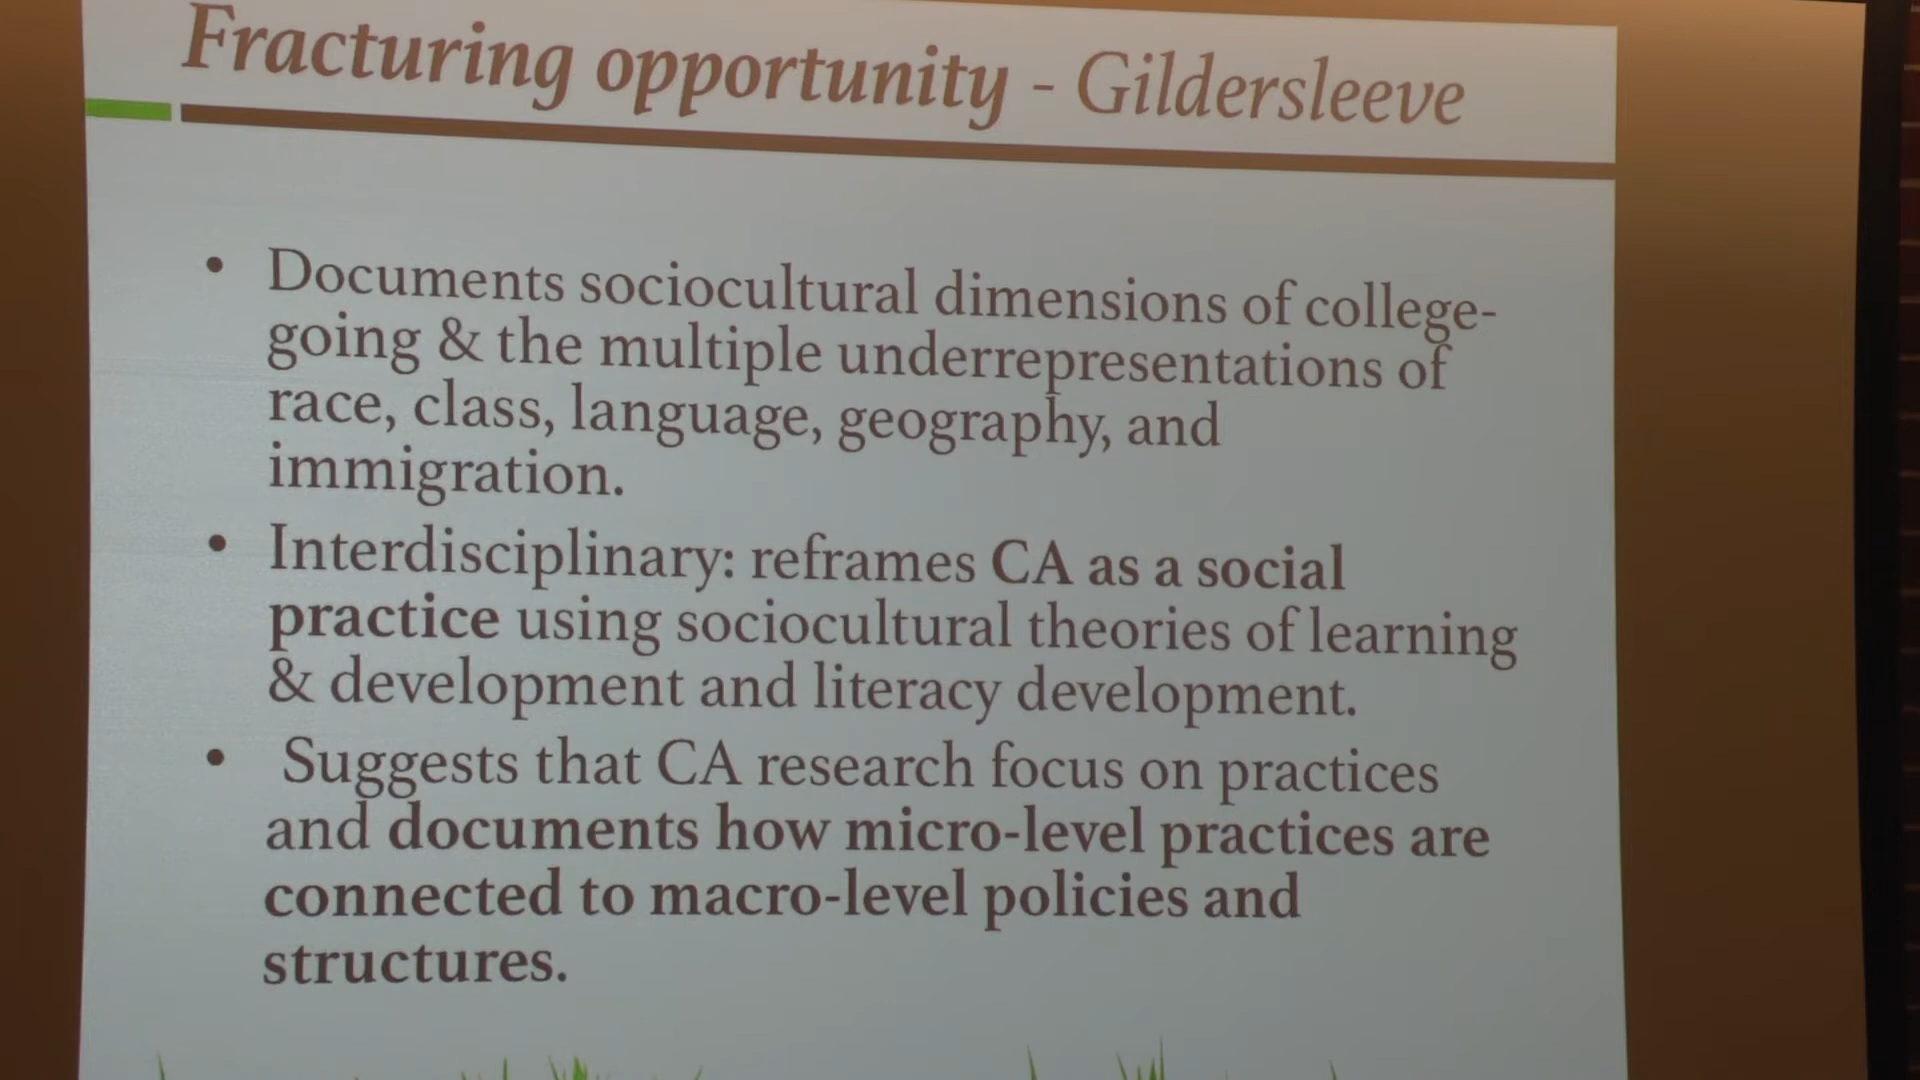 Fracturing opportunity - Gildersleeve
• Documents sociocultural dimensions of college-
going & the multiple underrepresentations of
race, class, language, geography, and
immigration.
• Interdisciplinary: reframes CA as a social
practice using sociocultural theories of learning
& development and literacy development.
• Suggests that CA research focus on practices
and documents how micro-level practices are
connected to macro-level policies and
structures.